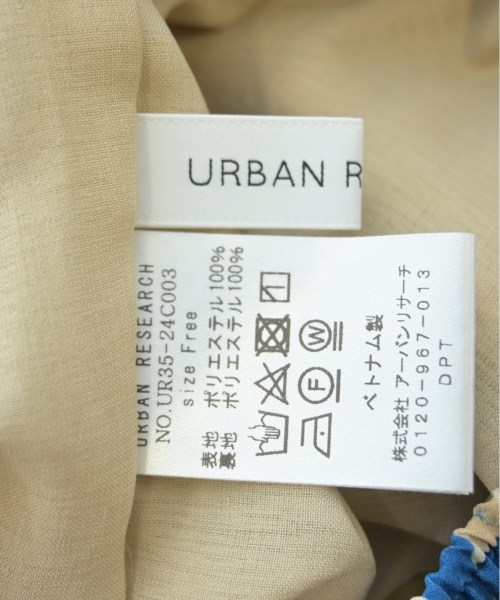 URBAN R
URBAN RESEARCH
NO.UR35-24C003
size Free
表地 ポリエステル100%
裏地 ポリエステル100%
W
F
ベトナム製
株式会社 アーバンリサーチ
0120-967-013
DPT